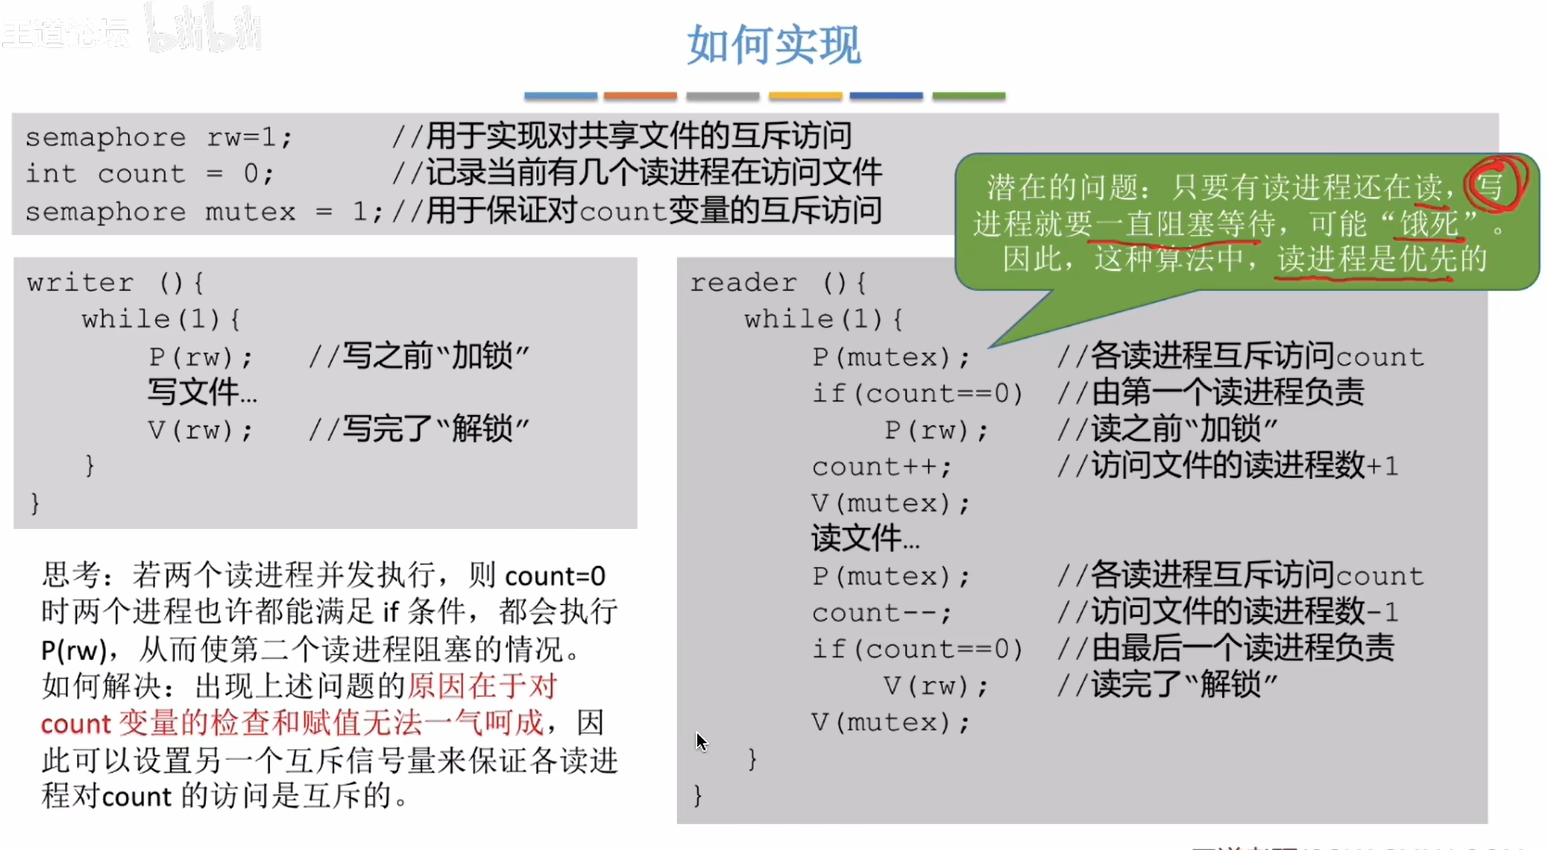 王道论坛 bilibili
如何实现
semaphore rw=1; //用于实现对共享文件的互斥访问
int count = 0; //记录当前有几个读进程在访问文件
semaphore mutex = 1;//用于保证对count变量的互斥访问
潜在的问题：只要有读进程还在读，写
进程就要一直阻塞等待，可能“饿死”。
因此，这种算法中，读进程是优先的
writer (){
while(1){
P(rw); //写之前“加锁”
写文件…
V(rw); //写完了“解锁”
}
}
思考：若两个读进程并发执行，则 count=0
时两个进程也许都能满足 if 条件，都会执行
P(rw)，从而使第二个读进程阻塞的情况。
如何解决：出现上述问题的原因在于对
count 变量的检查和赋值无法一气呵成，因
此可以设置另一个互斥信号量来保证各读进
程对count 的访问是互斥的。
reader (){
while(1){
P(mutex); //各读进程互斥访问count
if(count==0) //由第一个读进程负责
P(rw); //读之前“加锁”
count++; //访问文件的读进程数+1
V(mutex);
读文件…
P(mutex); //各读进程互斥访问count
count--; //访问文件的读进程数-1
if(count==0) //由最后一个读进程负责
V(rw); //读完了“解锁”
V(mutex);
}
}